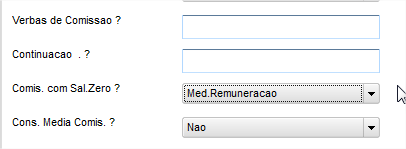 Verbas de Comissao ?
Continuacao . ?
Comis. com Sal.Zero ? Med.Remuneracao
Cons. Media Comis. ? Nao